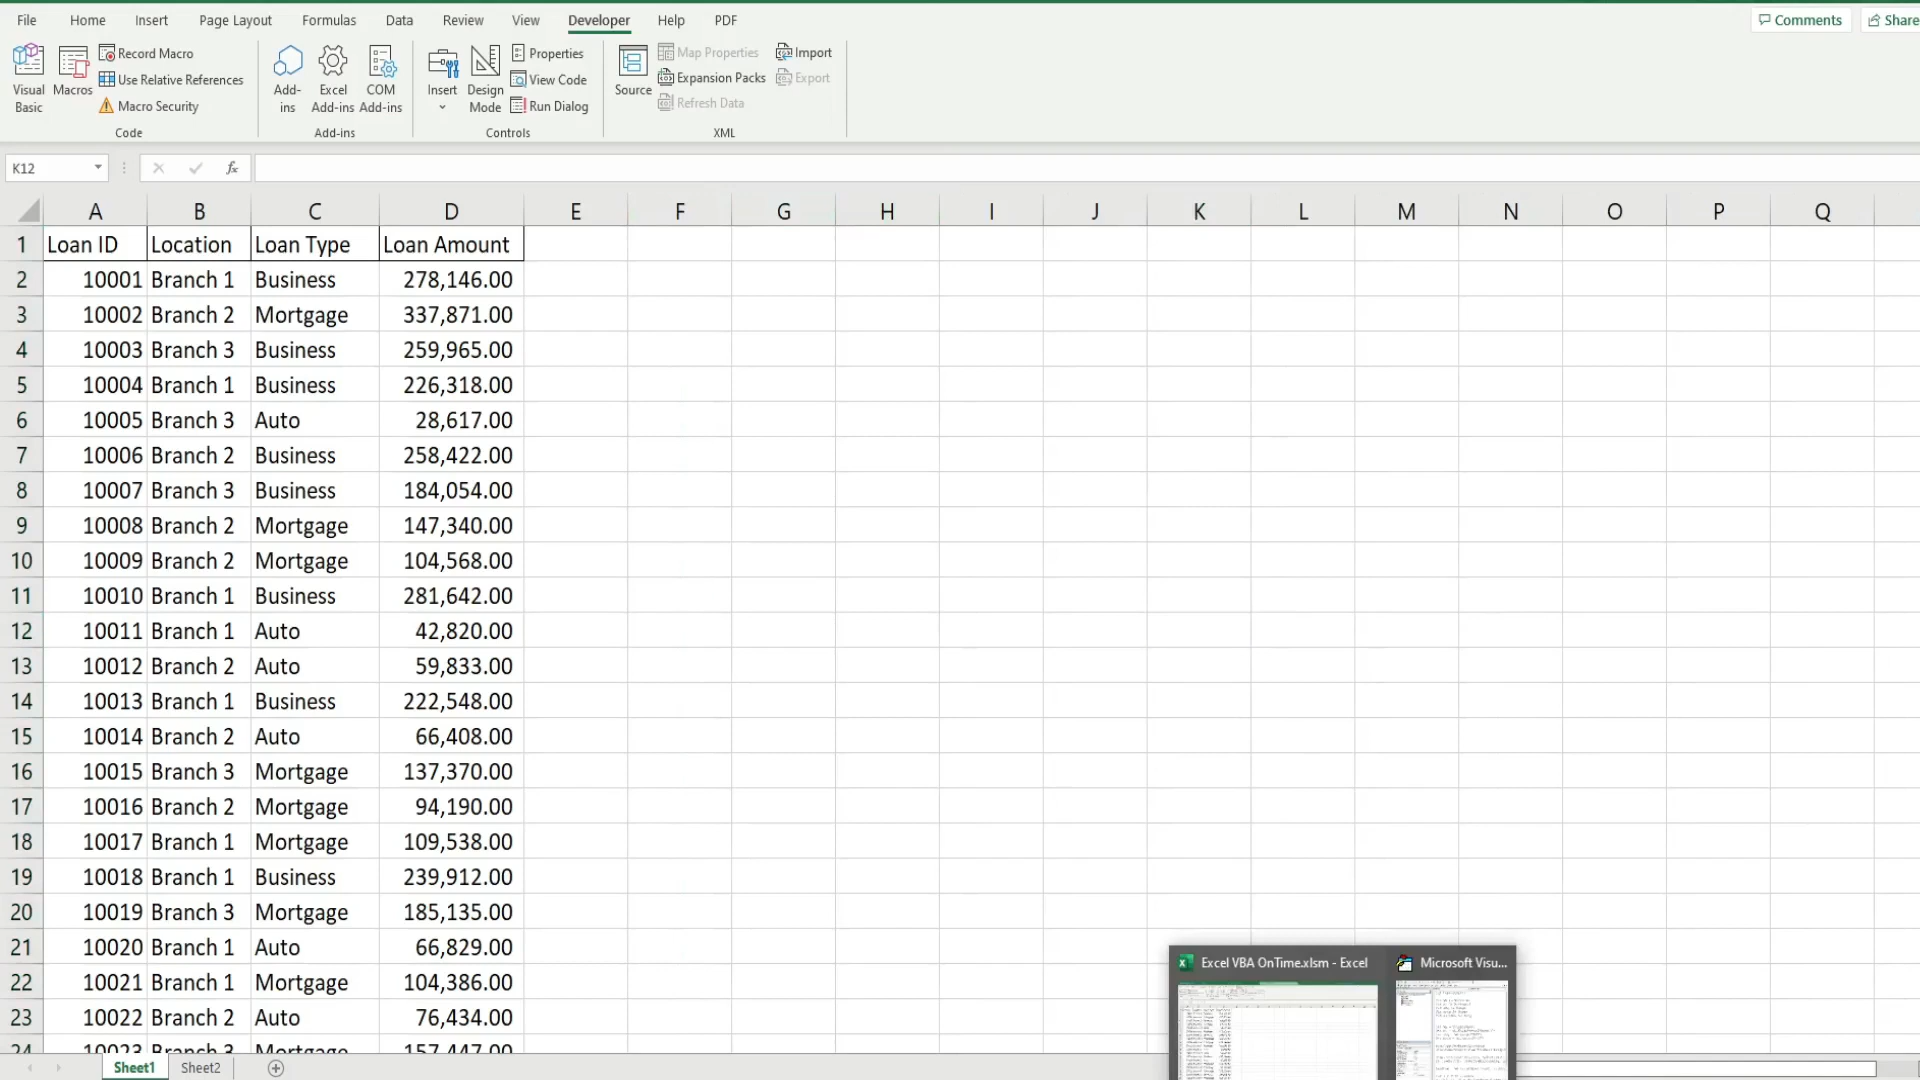 File Home Insert Page Layout Formulas Data Review View Developer Help PDF Comments Share
Visual Basic Macros Record Macro Use Relative References Macro Security Code
Add-ins Excel Add-ins COM Add-ins Add-ins
Insert Design Mode Properties View Code Run Dialog Controls
Source Map Properties Expansion Packs Refresh Data Import Export XML
K12 fx
A B C D E F G H I J K L M N O P Q
1 Loan ID Location Loan Type Loan Amount
2 10001 Branch 1 Business 278,146.00
3 10002 Branch 2 Mortgage 337,871.00
4 10003 Branch 3 Business 259,965.00
5 10004 Branch 1 Business 226,318.00
6 10005 Branch 3 Auto 28,617.00
7 10006 Branch 2 Business 258,422.00
8 10007 Branch 3 Business 184,054.00
9 10008 Branch 2 Mortgage 147,340.00
10 10009 Branch 2 Mortgage 104,568.00
11 10010 Branch 1 Business 281,642.00
12 10011 Branch 1 Auto 42,820.00
13 10012 Branch 2 Auto 59,833.00
14 10013 Branch 1 Business 222,548.00
15 10014 Branch 2 Auto 66,408.00
16 10015 Branch 3 Mortgage 137,370.00
17 10016 Branch 2 Mortgage 94,190.00
18 10017 Branch 1 Mortgage 109,538.00
19 10018 Branch 1 Business 239,912.00
20 10019 Branch 3 Mortgage 185,135.00
21 10020 Branch 1 Auto 66,829.00
22 10021 Branch 1 Mortgage 104,386.00
23 10022 Branch 2 Auto 76,434.00
24 10023 Branch 3 Mortgage 157,447.00
Excel VBA OnTime.xlsm - Excel Microsoft Visu...
Sheet1 Sheet2